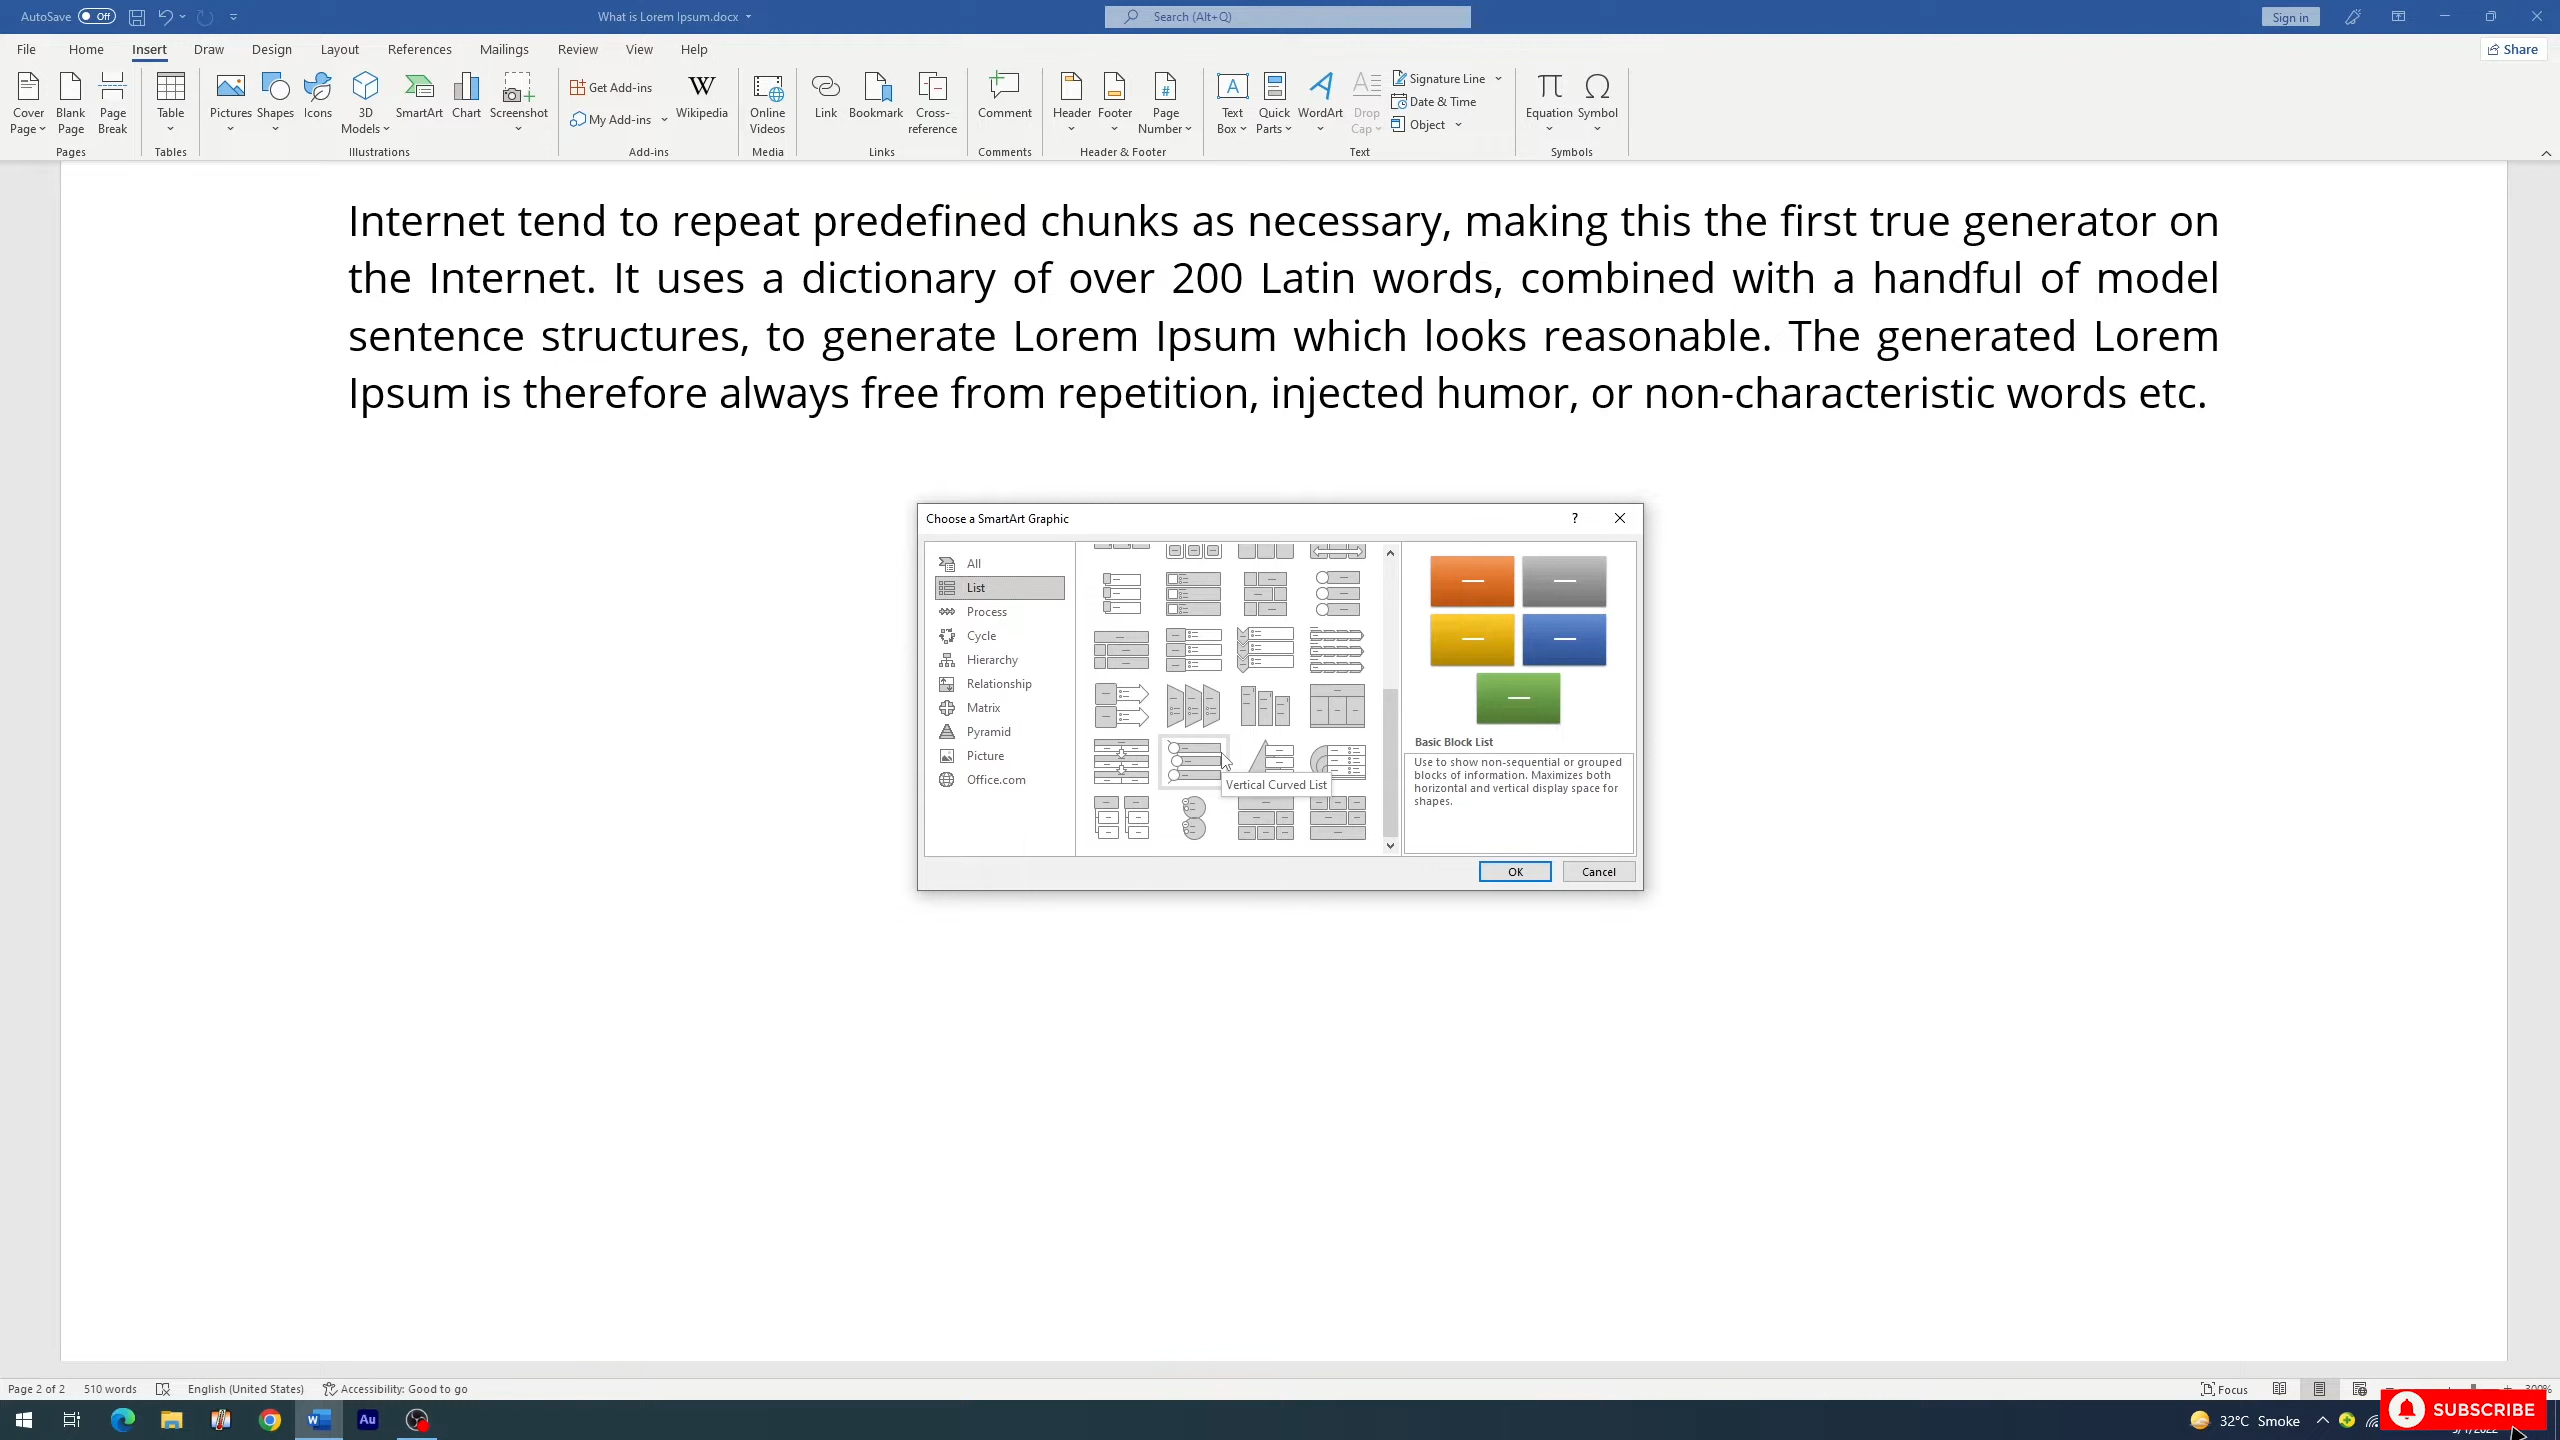 AutoSave Off
What is Lorem Ipsum.docx
Search (Alt+Q)
Sign in
File Home Insert Draw Design Layout References Mailings Review View Help
Share
Cover Page
Blank Page
Page Break
Pages
Table
Tables
Pictures
Shapes
Icons
3D Models
SmartArt
Chart
Screenshot
Illustrations
Get Add-ins
My Add-ins
Wikipedia
Add-ins
Online Videos
Media
Link
Bookmark
Cross-reference
Links
Comment
Comments
Header
Footer
Page Number
Header & Footer
Text Box
Quick Parts
WordArt
Drop Cap
Signature Line
Date & Time
Object
Text
Equation
Symbol
Symbols
Internet tend to repeat predefined chunks as necessary, making this the first true generator on
the Internet. It uses a dictionary of over 200 Latin words, combined with a handful of model
sentence structures, to generate Lorem Ipsum which looks reasonable. The generated Lorem
Ipsum is therefore always free from repetition, injected humor, or non-characteristic words etc.
Choose a SmartArt Graphic
?
All
List
Process
Cycle
Hierarchy
Relationship
Matrix
Pyramid
Picture
Office.com
Vertical Curved List
Basic Block List
Use to show non-sequential or grouped
blocks of information. Maximizes both
horizontal and vertical display space for
shapes.
OK
Cancel
Page 2 of 2 510 words English (United States) Accessibility: Good to go
Focus
Au
32°C Smoke
SUBSCRIBE